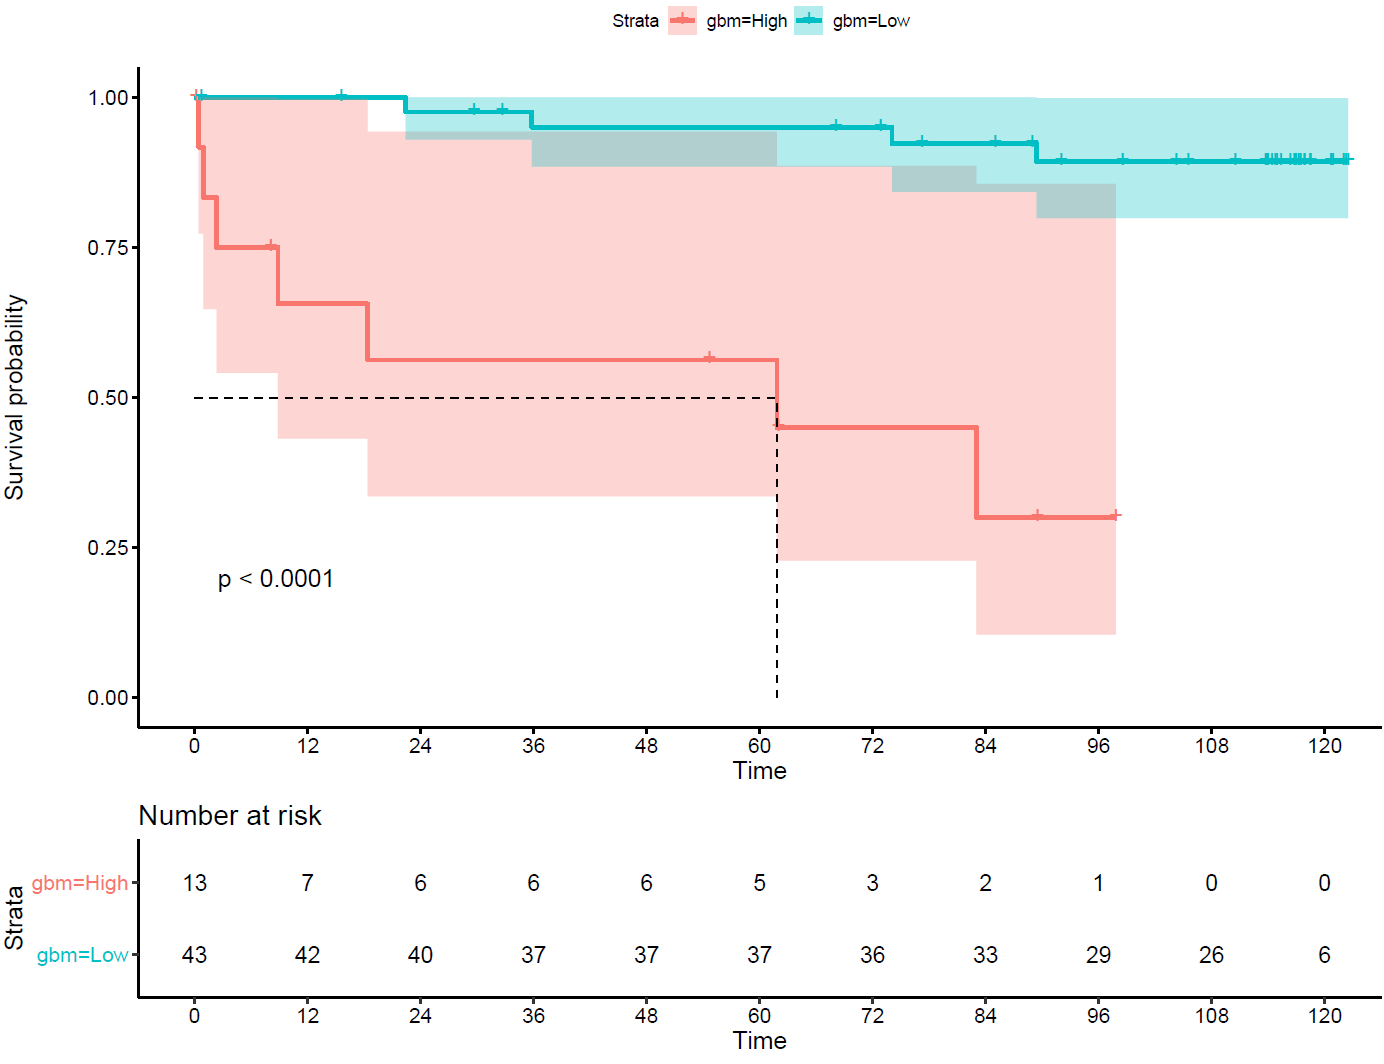 Strata gbm=High gbm=Low
Survival probability
1.00
0.75
0.50
0.25
0.00
p < 0.0001
0 12 24 36 48 60 72 84 96 108 120
Time
Number at risk
Strata
gbm=High 13 7 6 6 6 5 3 2 1 0 0
gbm=Low 43 42 40 37 37 37 36 33 29 26 6
0 12 24 36 48 60 72 84 96 108 120
Time